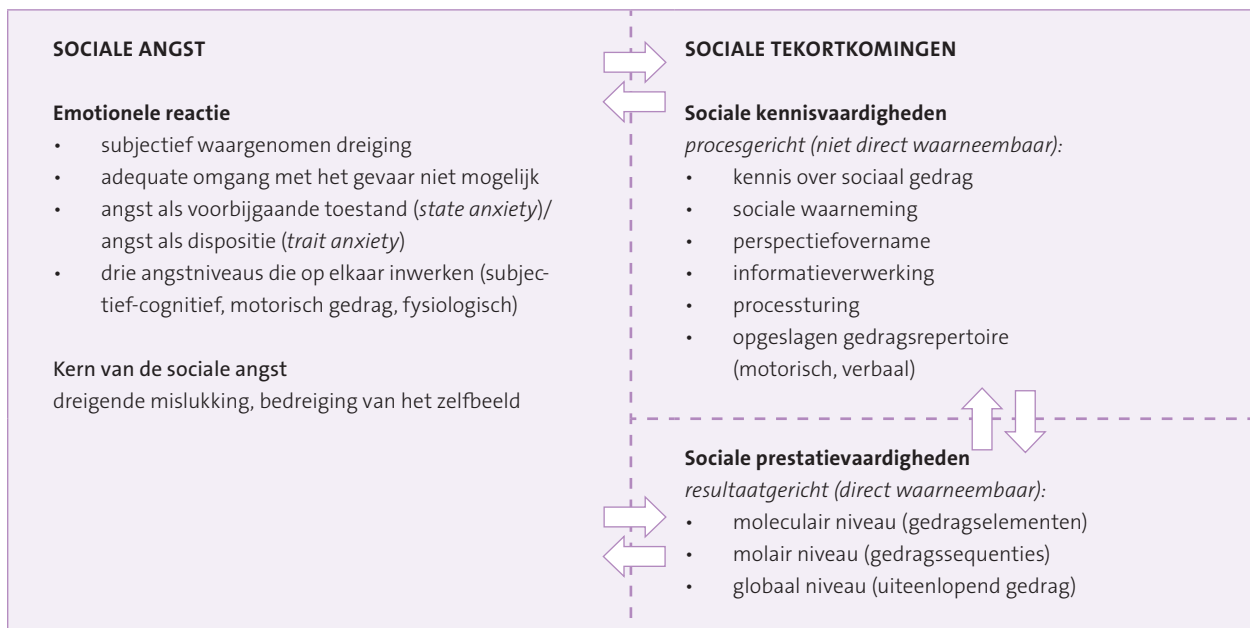 SOCIALE ANGST
Emotionele reactie
• subjectief waargenomen dreiging
• adequate omgang met het gevaar niet mogelijk
• angst als voorbijgaande toestand (state anxiety)/
angst als dispositie (trait anxiety)
• drie angstniveaus die op elkaar inwerken (subjec-
tief-cognitief, motorisch gedrag, fysiologisch)
Kern van de sociale angst
dreigende mislukking, bedreiging van het zelfbeeld
SOCIALE TEKORTKOMINGEN
Sociale kennisvaardigheden
procesgericht (niet direct waarneembaar):
• kennis over sociaal gedrag
• sociale waarneming
• perspectiefovername
• informatieverwerking
• processturing
• opgeslagen gedragsrepertoire
(motorisch, verbaal)
Sociale prestatievaardigheden
resultaatgericht (direct waarneembaar):
• moleculair niveau (gedragselementen)
• molair niveau (gedragssequenties)
• globaal niveau (uiteenlopend gedrag)